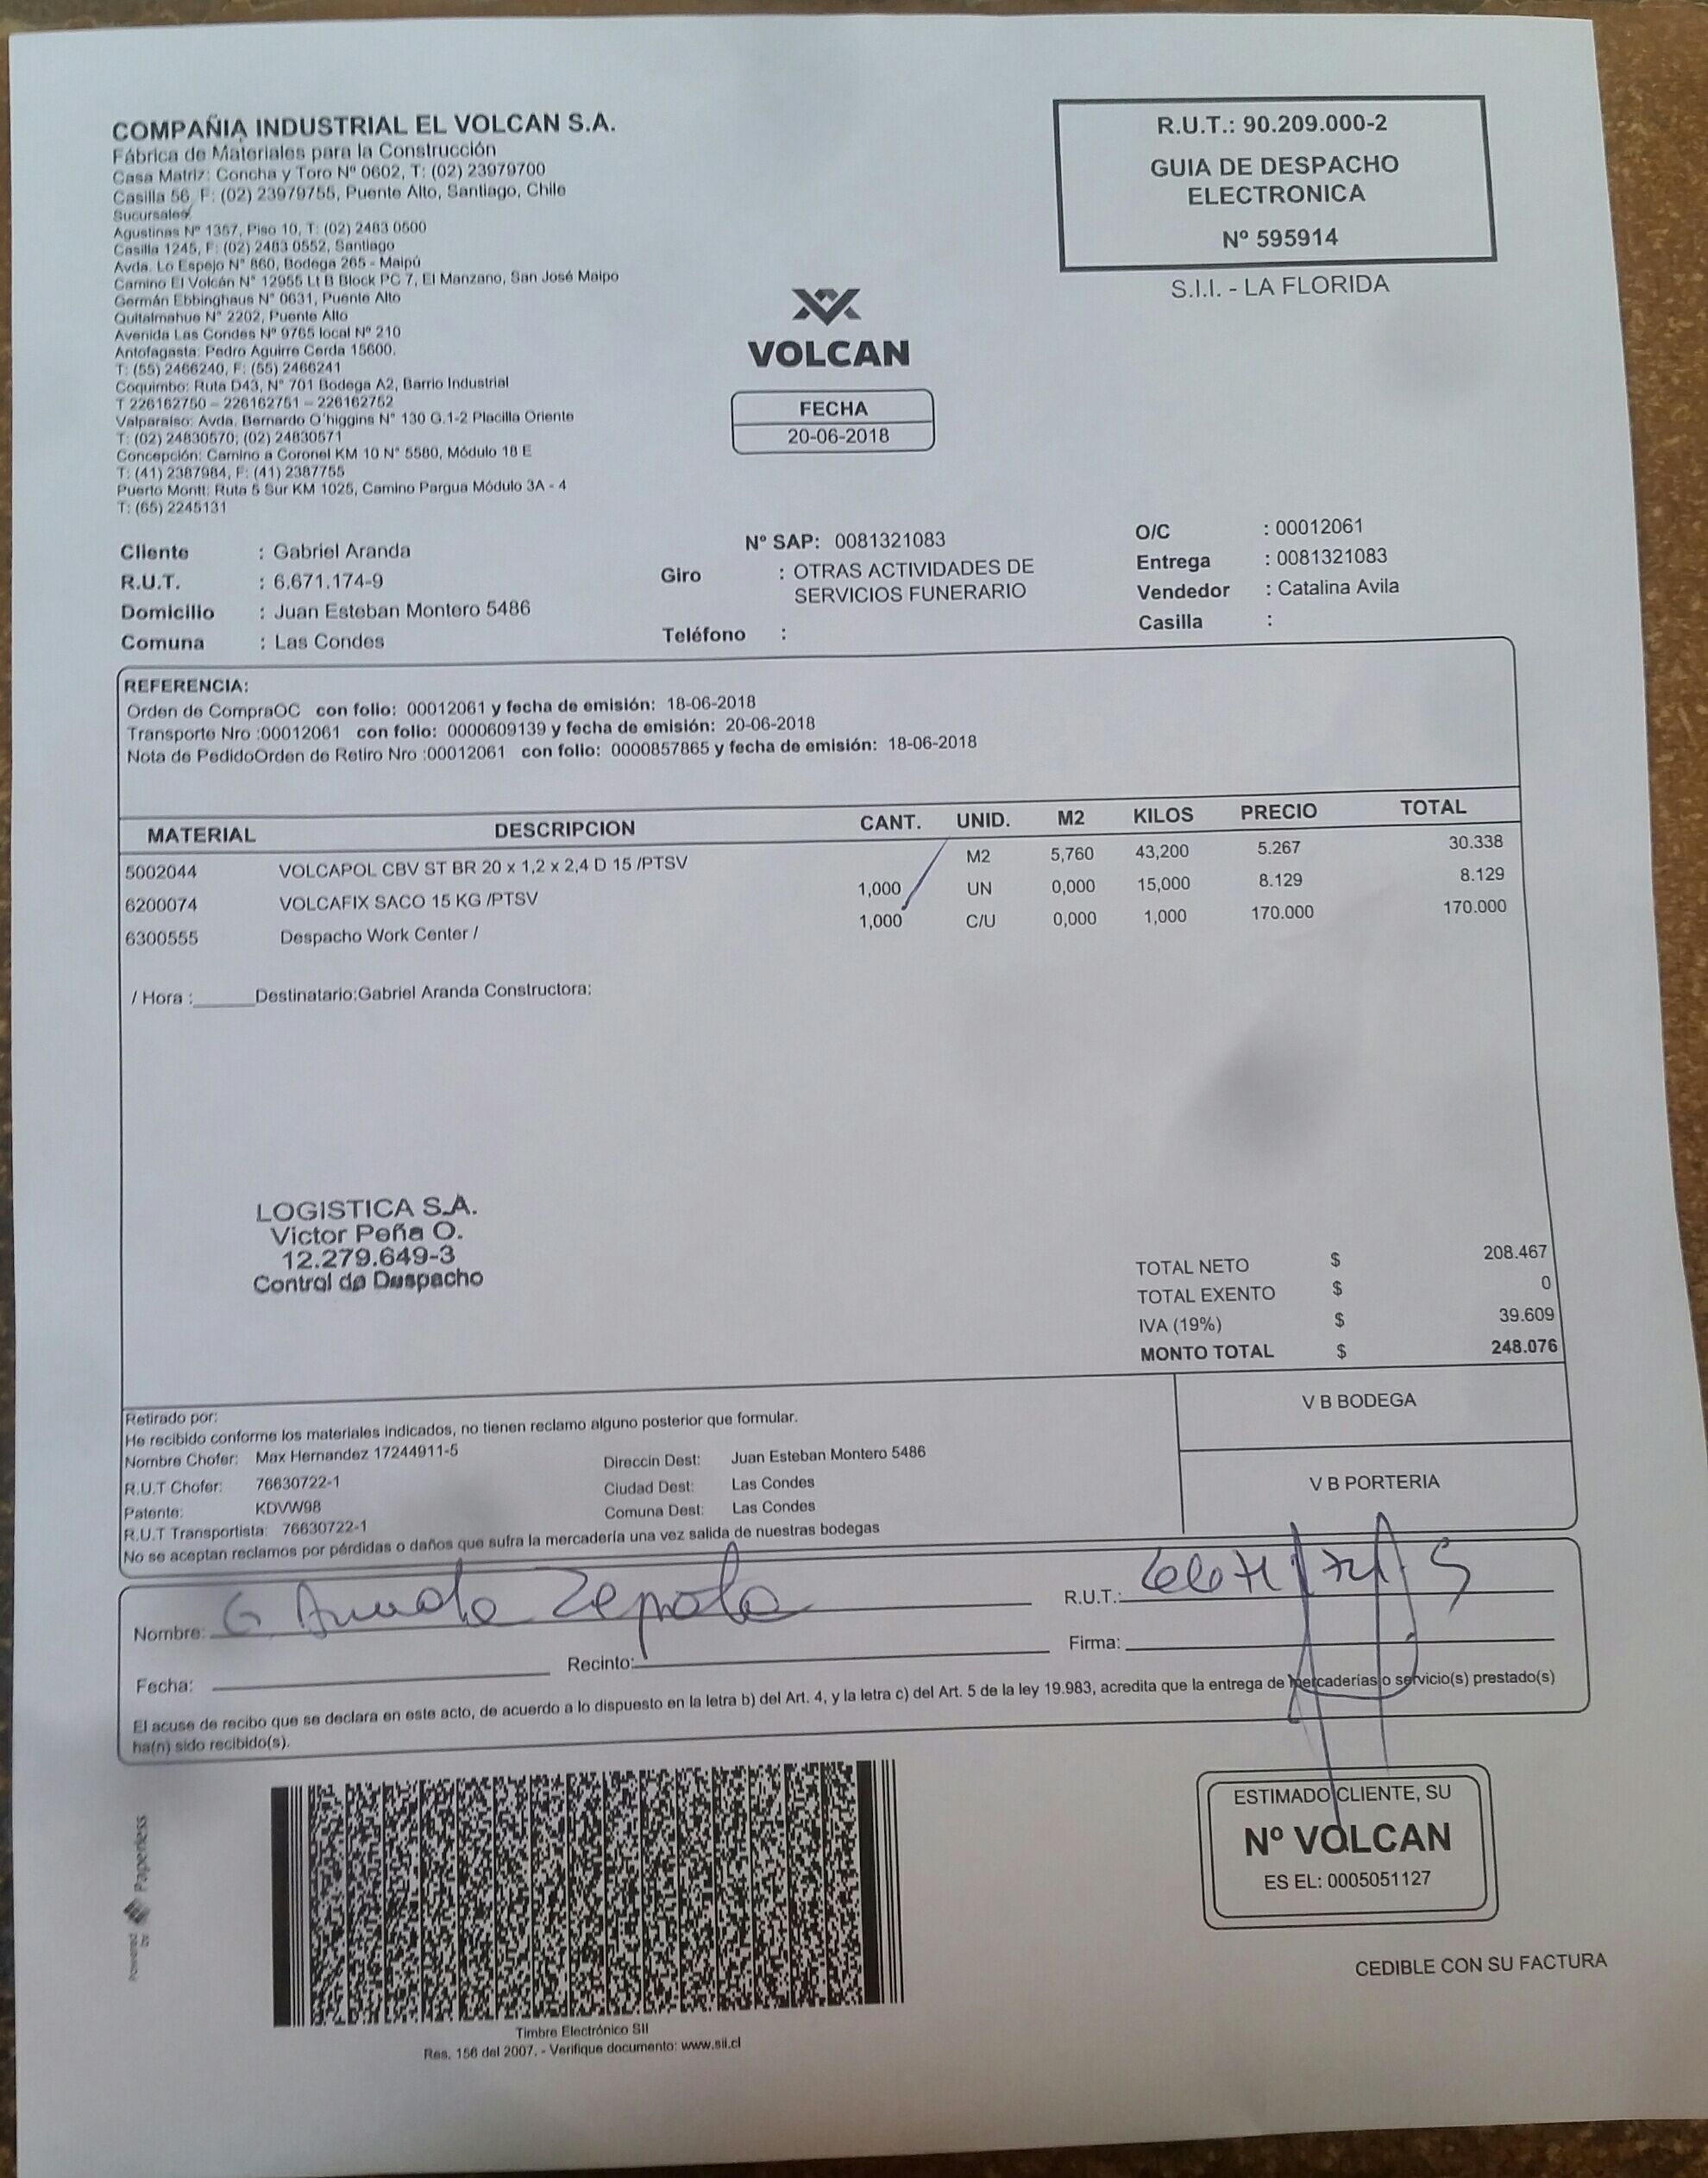 COMPAÑIA INDUSTRIAL EL VOLCAN S.A.
Fábrica de Materiales para la Construcción
Casa Matriz: Concha y Toro Nº 0602, T: (02) 23979700
Casilla 56, F: (02) 23979755, Puente Alto, Santiago, Chile
Sucursales:
Agustinas Nº 1357, Piso 10, T: (02) 2483 0500
Casilla 1245, F: (02) 2483 0552, Santiago
Avda. Lo Espejo N° 860, Bodega 265 - Maipú
Camino El Volcán N° 12955 Lt B Block PC 7, El Manzano, San José Maipo
Germán Ebbinghaus N° 0631, Puente Alto
Quitalmahue N° 2202, Puente Alto
Avenida Las Condes Nº 9765 local Nº 210
Antofagasta: Pedro Aguirre Cerda 15600.
T: (55) 2466240, F: (55) 2466241
Coquimbo: Ruta D43, N° 701 Bodega A2, Barrio Industrial
T 226162750 – 226162751 – 226162752
Valparaíso: Avda. Bernardo O'higgins N° 130 G.1-2 Placilla Oriente
T: (02) 24830570; (02) 24830571
Concepción: Camino a Coronel KM 10 N° 5580, Módulo 18 E
T: (41) 2387984, F: (41) 2387755
Puerto Montt: Ruta 5 Sur KM 1025, Camino Pargua Módulo 3A - 4
T: (65) 2245131
R.U.T.: 90.209.000-2
GUIA DE DESPACHO
ELECTRONICA
Nº 595914
S.I.I. - LA FLORIDA
VOLCAN
FECHA
20-06-2018
Cliente : Gabriel Aranda
R.U.T. : 6.671.174-9
Domicilio : Juan Esteban Montero 5486
Comuna : Las Condes
Nº SAP: 0081321083
Giro : OTRAS ACTIVIDADES DE
SERVICIOS FUNERARIO
Teléfono :
O/C : 00012061
Entrega : 0081321083
Vendedor : Catalina Avila
Casilla :
REFERENCIA:
Orden de CompraOC con folio: 00012061 y fecha de emisión: 18-06-2018
Transporte Nro :00012061 con folio: 0000609139 y fecha de emisión: 20-06-2018
Nota de PedidoOrden de Retiro Nro :00012061 con folio: 0000857865 y fecha de emisión: 18-06-2018
MATERIAL DESCRIPCION CANT. UNID. M2 KILOS PRECIO TOTAL
5002044 VOLCAPOL CBV ST BR 20 x 1,2 x 2,4 D 15 /PTSV M2 5,760 43,200 5.267 30.338
6200074 VOLCAFIX SACO 15 KG /PTSV 1,000 UN 0,000 15,000 8.129 8.129
6300555 Despacho Work Center / 1,000 C/U 0,000 1,000 170.000 170.000
/ Hora :______Destinatario:Gabriel Aranda Constructora:
LOGISTICA S.A.
Victor Peña O.
12.279.649-3
Control de Despacho
TOTAL NETO $ 208.467
TOTAL EXENTO $ 0
IVA (19%) $ 39.609
MONTO TOTAL $ 248.076
Retirado por:
He recibido conforme los materiales indicados, no tienen reclamo alguno posterior que formular.
Nombre Chofer: Max Hernandez 17244911-5
R.U.T Chofer: 76630722-1
Patente: KDVW98
R.U.T Transportista: 76630722-1
Direccin Dest: Juan Esteban Montero 5486
Ciudad Dest: Las Condes
Comuna Dest: Las Condes
No se aceptan reclamos por pérdidas o daños que sufra la mercadería una vez salida de nuestras bodegas
V B BODEGA
V B PORTERIA
Nombre: G.
R.U.T.:
Fecha:
Recinto:
Firma:
El acuse de recibo que se declara en este acto, de acuerdo a lo dispuesto en la letra b) del Art. 4, y la letra c) del Art. 5 de la ley 19.983, acredita que la entrega de mercaderías o servicio(s) prestado(s)
ha(n) sido recibido(s).
Powered by Paperless
Timbre Electrónico SII
Res. 156 del 2007. - Verifique documento: www.sii.cl
ESTIMADO CLIENTE, SU
Nº VOLCAN
ES EL: 0005051127
CEDIBLE CON SU FACTURA